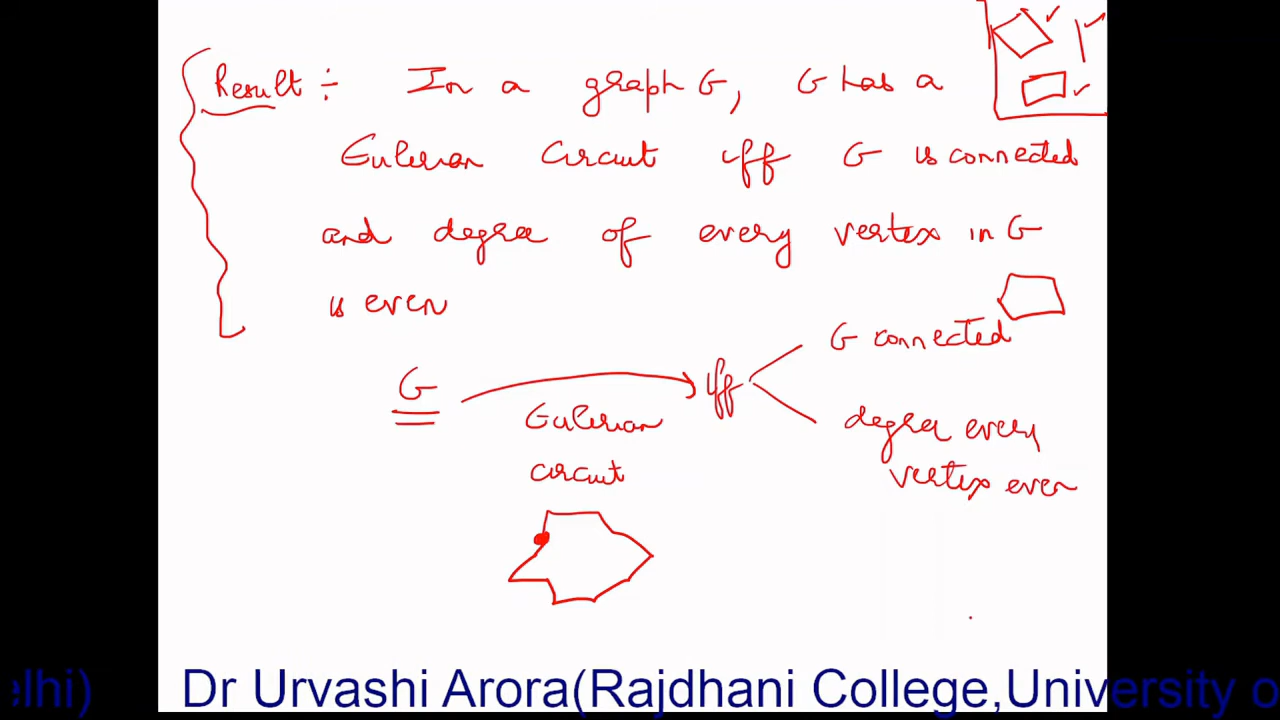 Result ÷ In a graph G, G has a
Eulerian Circuit iff G is connected
and degree of every vertex in G
is even
G connected
G iff
Eulerian
circuit
degree every
vertex even
elhi) Dr Urvashi Arora(Rajdhani College,University o